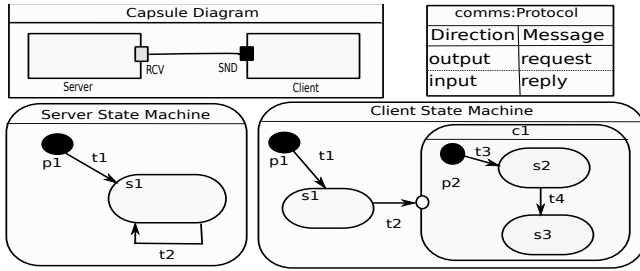 Capsule Diagram
RCV
SND
Server
Client
comms:Protocol
Direction Message
output request
input reply
Server State Machine
p1
t1
s1
t2
Client State Machine
p1
t1
s1
t2
c1
p2
t3
s2
t4
s3